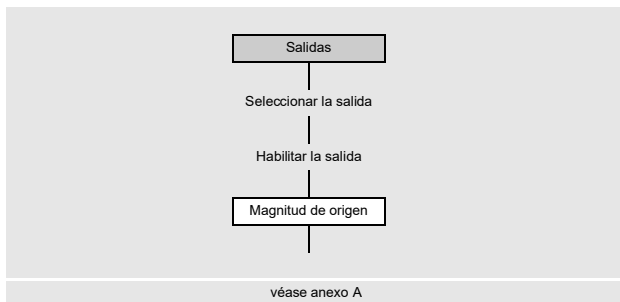 Salidas
Seleccionar la salida
Habilitar la salida
Magnitud de origen
véase anexo A